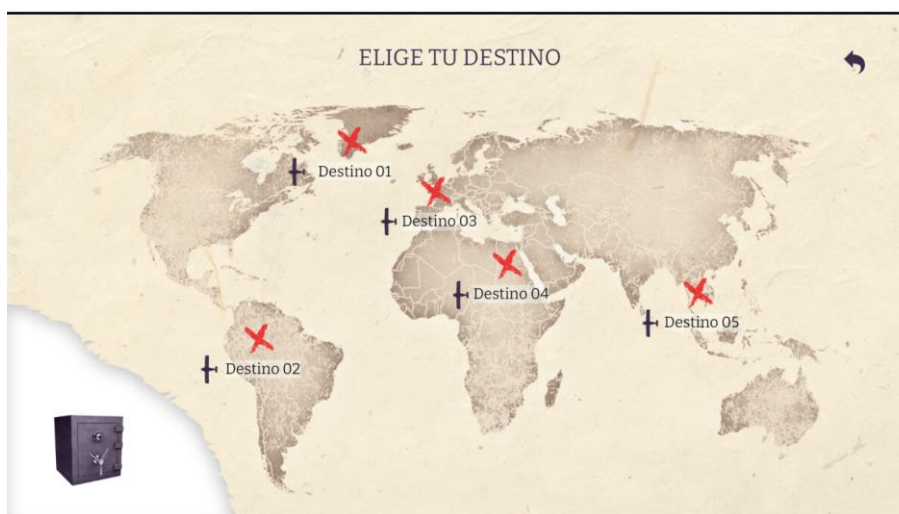 ELIGE TU DESTINO
Destino 01
Destino 03
Destino 04
Destino 05
Destino 02